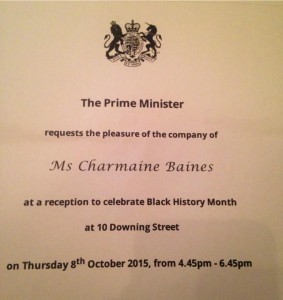 The Prime Minister
requests the pleasure of the company of
Ms Charmaine Baines
at a reception to celebrate Black History Month
at 10 Downing Street
on Thursday 8th October 2015, from 4.45pm - 6.45pm